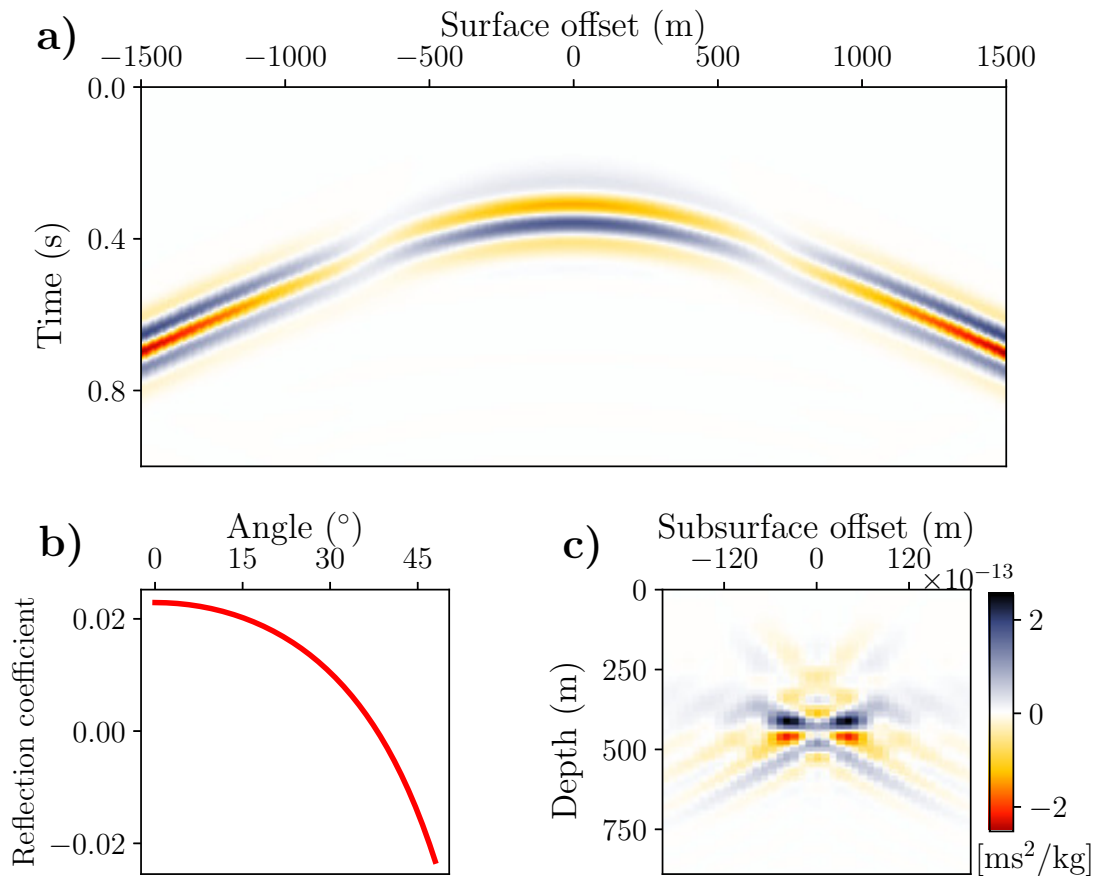 a)
Surface offset (m)
−1500 −1000 −500 0 500 1000 1500
0.0
0.4
0.8
Time (s)
b)
Angle (°)
0 15 30 45
0.02
0.00
−0.02
Reflection coefficient
c)
Subsurface offset (m)
−120 0 120
×10⁻¹³
0
250
500
750
Depth (m)
2
0
−2
[ms²/kg]